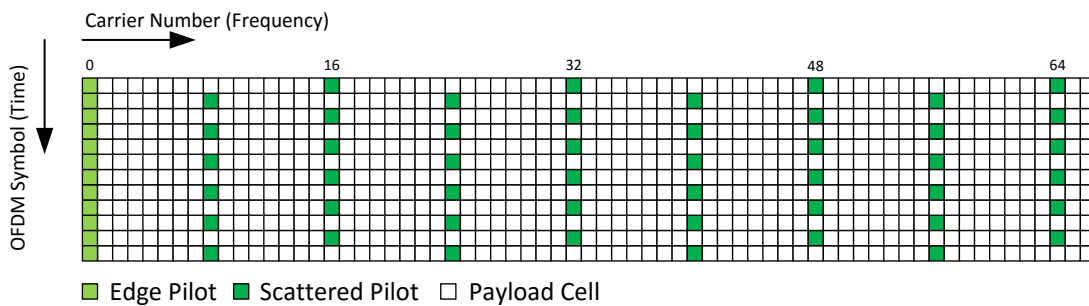 Carrier Number (Frequency)
OFDM Symbol (Time)
0 16 32 48 64
Edge Pilot Scattered Pilot Payload Cell